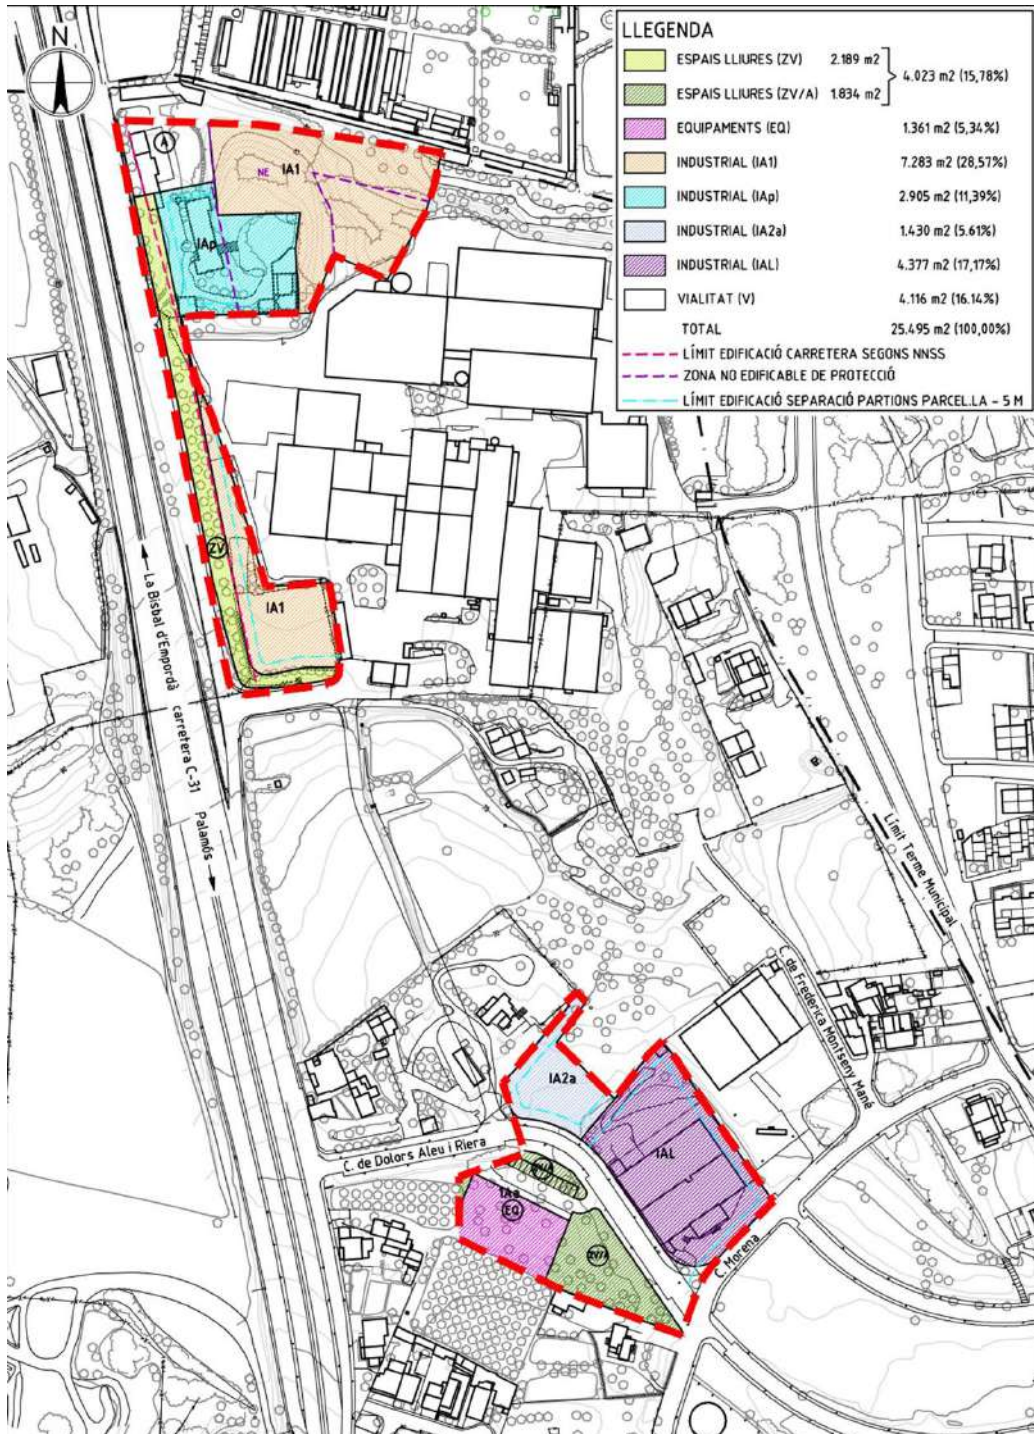 N
LLEGENDA
ESPAIS LLIURES (ZV) 2.189 m2
4.023 m2 (15,78%)
ESPAIS LLIURES (ZV/A) 1.834 m2
EQUIPAMENTS (EQ) 1.361 m2 (5,34%)
INDUSTRIAL (IA1) 7.283 m2 (28,57%)
INDUSTRIAL (IAp) 2.905 m2 (11,39%)
INDUSTRIAL (IA2a) 1.430 m2 (5.61%)
INDUSTRIAL (IAL) 4.377 m2 (17,17%)
VIALITAT (V) 4.116 m2 (16.14%)
TOTAL 25.495 m2 (100,00%)
LÍMIT EDIFICACIÓ CARRETERA SEGONS NNSS
ZONA NO EDIFICABLE DE PROTECCIÓ
LÍMIT EDIFICACIÓ SEPARACIÓ PARTIONS PARCEL.LA - 5 M
A
NE
IA1
IAp
ZV
IA1
La Bisbal d'Empordà carretera C-31 Palamós
Límit Terme Municipal
C. de Frederica Montseny Mané
IA2a
IAL
C. de Dolors Aleu i Riera
ZV/A
EQ
ZV/A
C. Morena